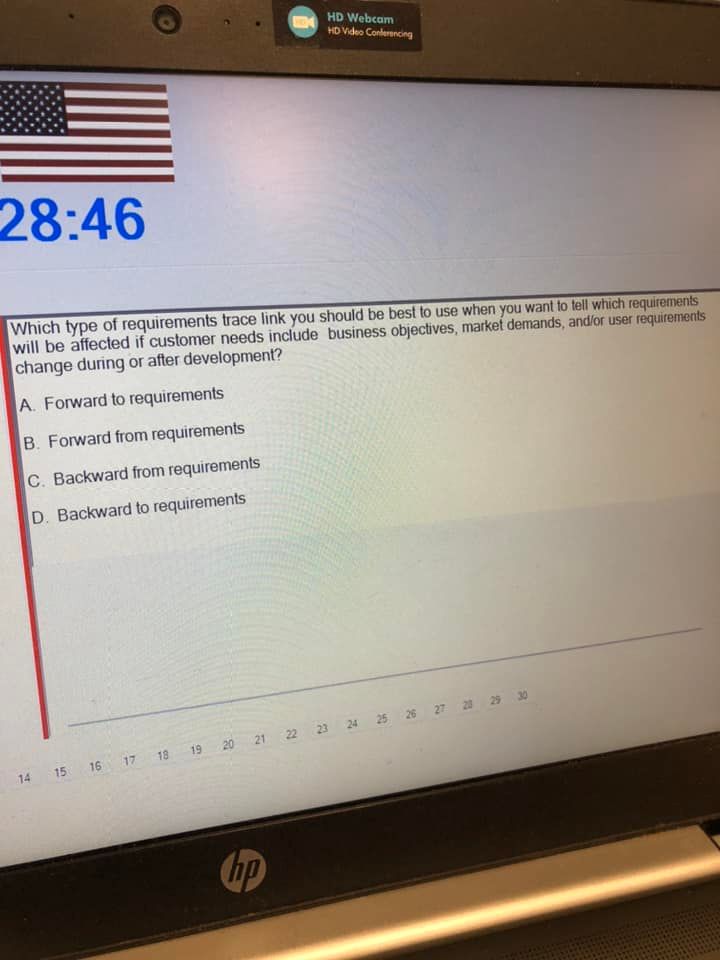 HD Webcam
HD Video Conferencing
28:46
Which type of requirements trace link you should be best to use when you want to tell which requirements
will be affected if customer needs include business objectives, market demands, and/or user requirements
change during or after development?
A. Forward to requirements
B. Forward from requirements
C. Backward from requirements
D. Backward to requirements
14 15 16 17 18 19 20 21 22 23 24 25 26 27 28 29 30
hp